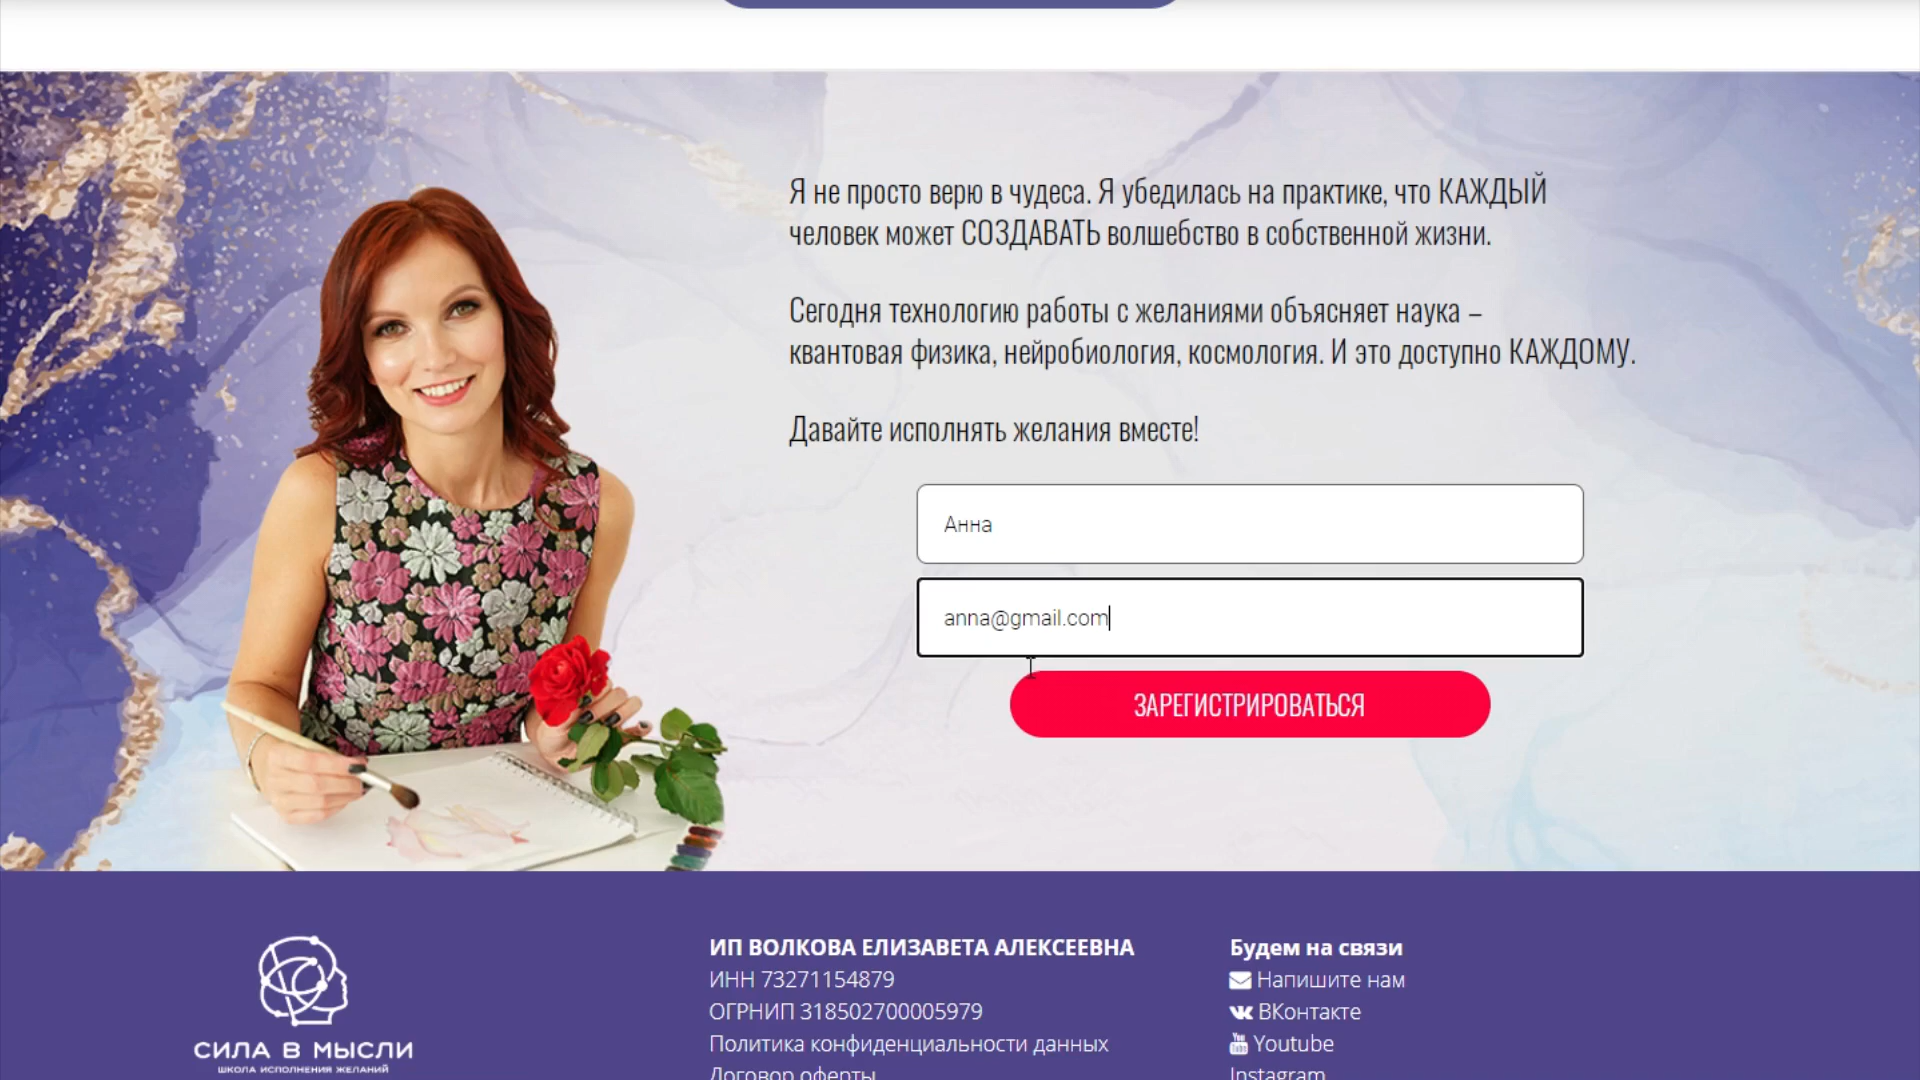 Я не просто верю в чудеса. Я убедилась на практике, что КАЖДЫЙ
человек может СОЗДАВАТЬ волшебство в собственной жизни.
Сегодня технологию работы с желаниями объясняет наука –
квантовая физика, нейробиология, космология. И это доступно КАЖДОМУ.
Давайте исполнять желания вместе!
Анна
anna@gmail.com
ЗАРЕГИСТРИРОВАТЬСЯ
СИЛА В МЫСЛИ
ШКОЛА ИСПОЛНЕНИЯ ЖЕЛАНИЙ
ИП ВОЛКОВА ЕЛИЗАВЕТА АЛЕКСЕЕВНА
ИНН 73271154879
ОГРНИП 318502700005979
Политика конфиденциальности данных
Договор оферты
Будем на связи
Напишите нам
ВКонтакте
Youtube
Instagram